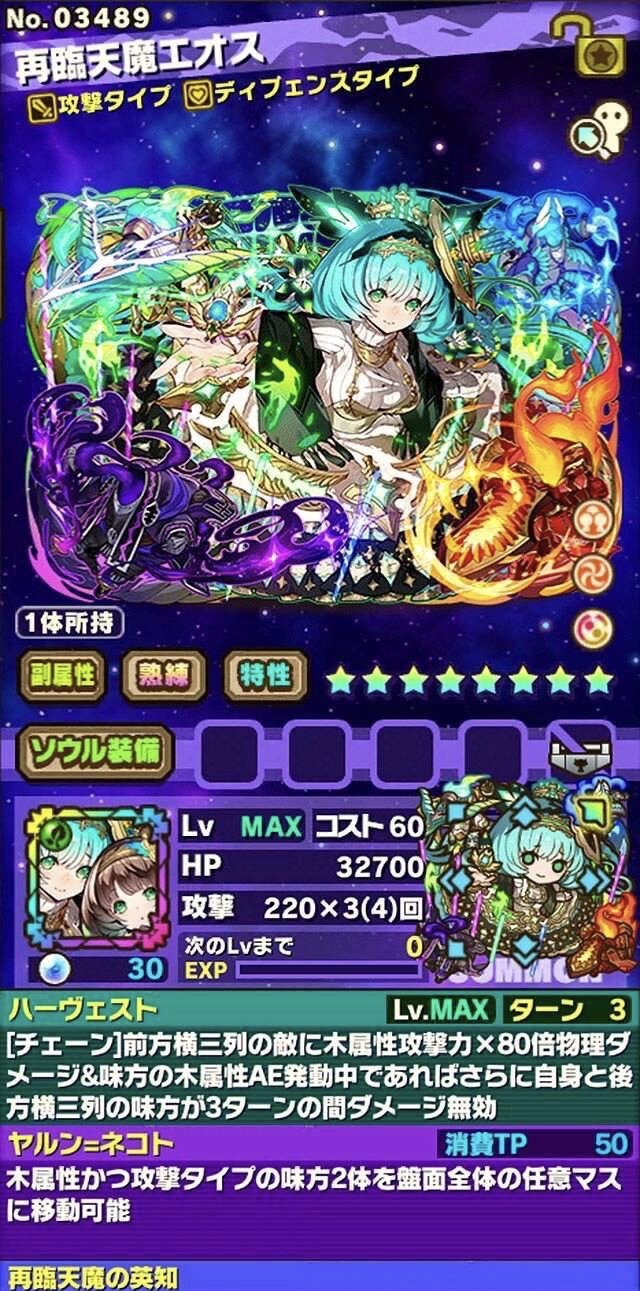 No.03489
再臨天魔エオス
攻撃タイプ ディフェンスタイプ
1体所持
副属性 熟練 特性
ソウル装備
Lv MAX コスト 60
HP 32700
攻撃 220×3(4)回
次のLvまで 0
EXP
30
SUMMON
ハーヴェスト Lv.MAX ターン 3
[チェーン]前方横三列の敵に木属性攻撃力×80倍物理ダ
メージ&味方の木属性AE発動中であればさらに自身と後
方横三列の味方が3ターンの間ダメージ無効
ヤルン=ネコト 消費TP 50
木属性かつ攻撃タイプの味方2体を盤面全体の任意マス
に移動可能
再臨天魔の英知